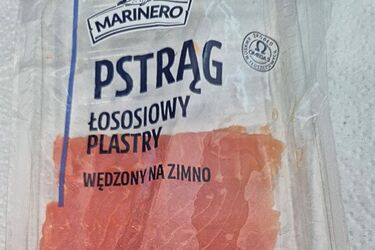 MARINERO
PSTRĄG
ŁOSOSIOWY
PLASTRY
WĘDZONY NA ZIMNO